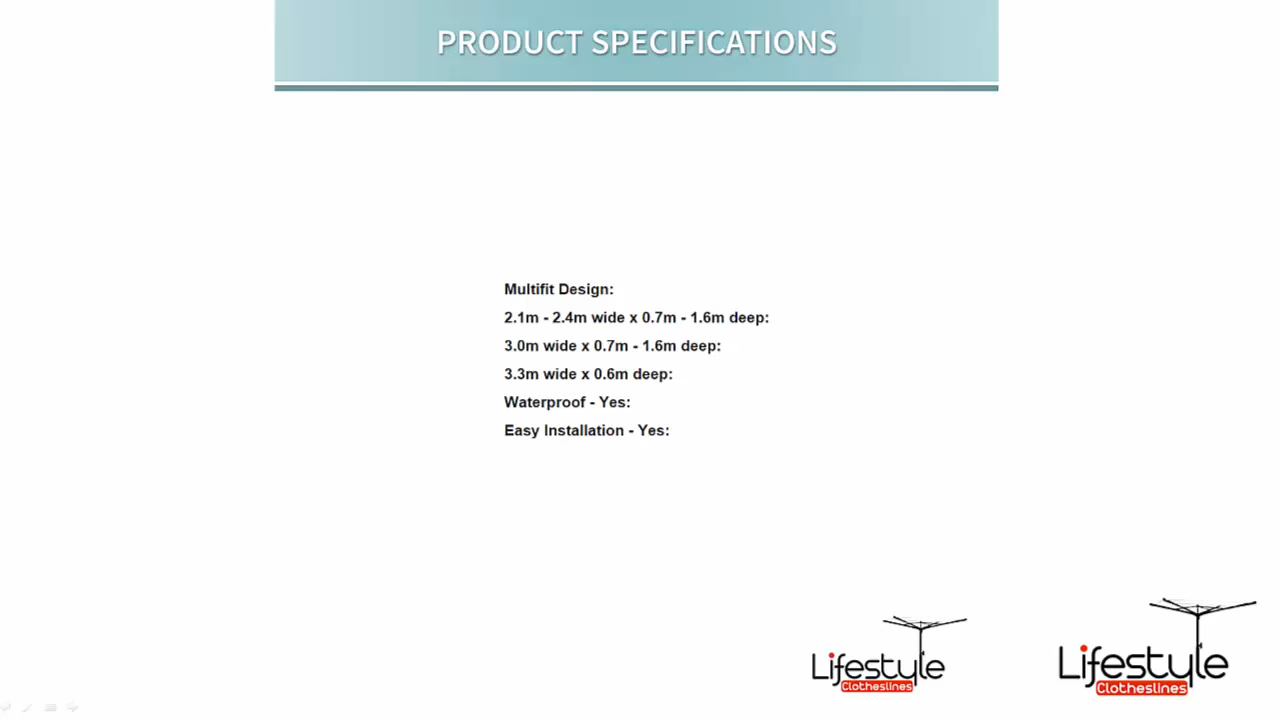 PRODUCT SPECIFICATIONS
Multifit Design:
2.1m - 2.4m wide x 0.7m - 1.6m deep:
3.0m wide x 0.7m - 1.6m deep:
3.3m wide x 0.6m deep:
Waterproof - Yes:
Easy Installation - Yes:
Lifestyle
Clotheslines
Lifestyle
Clotheslines